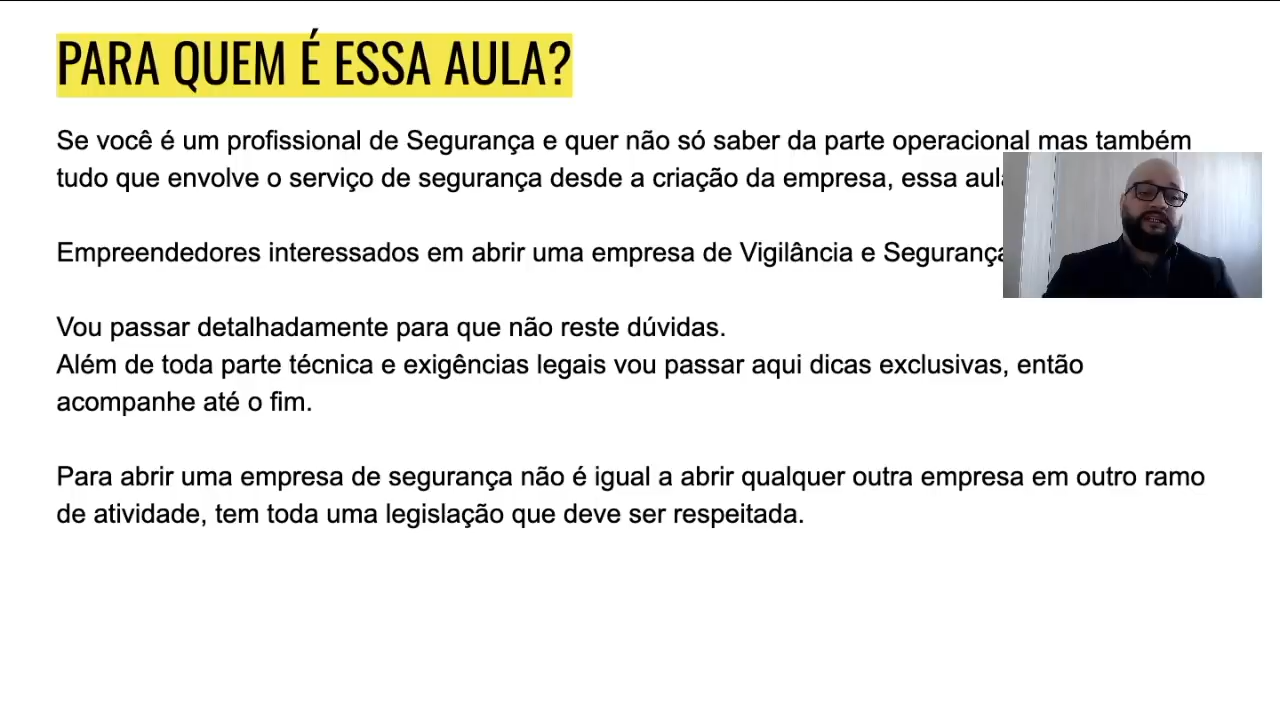 PARA QUEM É ESSA AULA?
Se você é um profissional de Segurança e quer não só saber da parte operacional mas também
tudo que envolve o serviço de segurança desde a criação da empresa, essa
Empreendedores interessados em abrir uma empresa de Vigilância e
Vou passar detalhadamente para que não reste dúvidas.
Além de toda parte técnica e exigências legais vou passar aqui dicas exclusivas, então
acompanhe até o fim.
Para abrir uma empresa de segurança não é igual a abrir qualquer outra empresa em outro ramo
de atividade, tem toda uma legislação que deve ser respeitada.